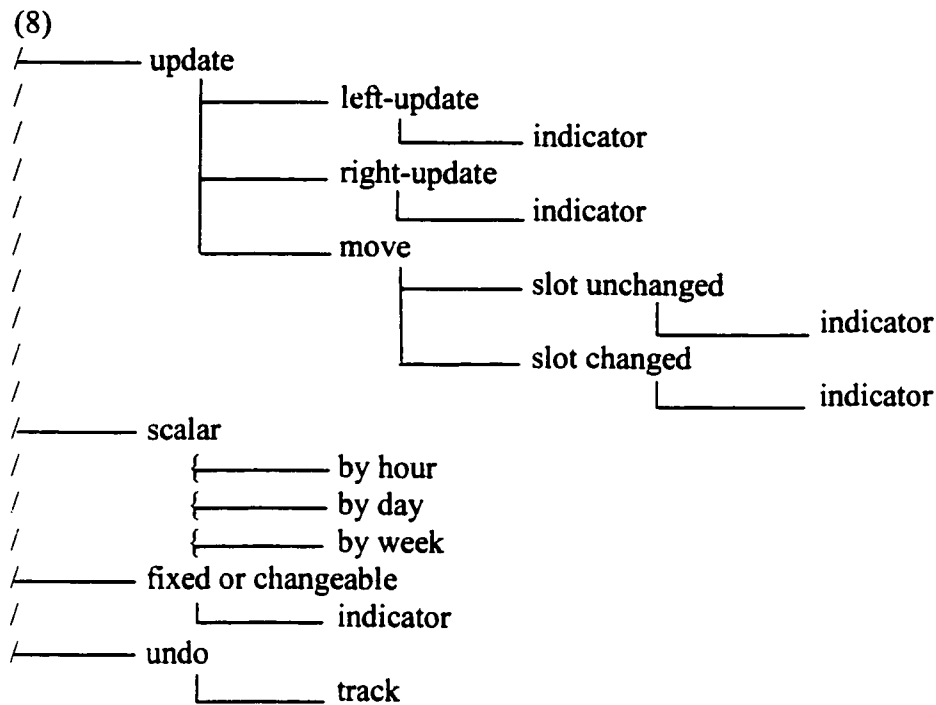 (8)
update
left-update
indicator
right-update
indicator
move
slot unchanged
indicator
slot changed
indicator
scalar
by hour
by day
by week
fixed or changeable
indicator
undo
track